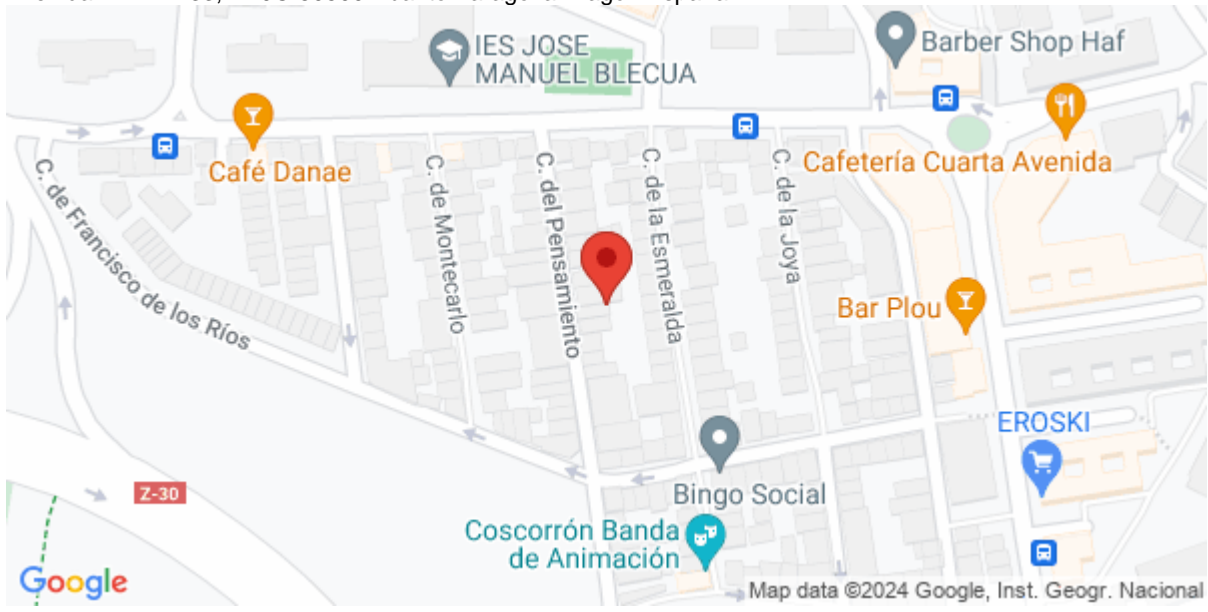 IES JOSE
MANUEL BLECUA
Barber Shop Haf
Café Danae
Cafetería Cuarta Avenida
C. de Francisco de los Ríos
C. de Montecarlo
C. del Pensamiento
C. de la Esmeralda
C. de la Joya
Bar Plou
EROSKI
Z-30
Bingo Social
Coscorrón Banda
de Animación
Google
Map data ©2024 Google, Inst. Geogr. Nacional